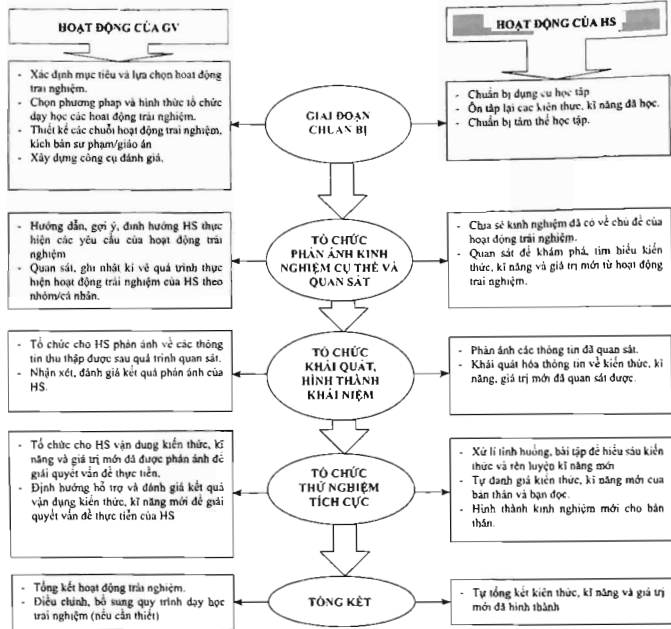 HOẠT ĐỘNG CỦA GV
HOẠT ĐỘNG CỦA HS
- Xác định mục tiêu và lựa chọn hoạt động
trải nghiệm.
- Chọn phương pháp và hình thức tổ chức
dạy học các hoạt động trải nghiệm.
- Thiết kế các chuỗi hoạt động trải nghiệm,
kịch bản sư phạm/giáo án
- Xây dựng công cụ đánh giá.
GIAI ĐOẠN
CHUẨN BỊ
- Chuẩn bị dụng cụ học tập
- Ôn tập lại các kiến thức, kĩ năng đã học.
- Chuẩn bị tâm thế học tập.
- Hướng dẫn, gợi ý, định hướng HS thực
hiện các yêu cầu của hoạt động trải
nghiệm
- Quan sát, ghi nhật kí về quá trình thực
hiện hoạt động trải nghiệm của HS theo
nhóm/cá nhân.
TỔ CHỨC
PHẢN ÁNH KINH
NGHIỆM CỤ THỂ VÀ
QUAN SÁT
- Chia sẻ kinh nghiệm đã có về chủ đề của
hoạt động trải nghiệm.
- Quan sát để khám phá, tìm hiểu kiến
thức, kĩ năng và giá trị mới từ hoạt động
trải nghiệm.
- Tổ chức cho HS phản ánh về các thông
tin thu thập được sau quá trình quan sát.
- Nhận xét, đánh giá kết quả phản ánh của
HS.
TỔ CHỨC
KHÁI QUÁT,
HÌNH THÀNH
KHÁI NIỆM
- Phản ánh các thông tin đã quan sát.
- Khái quát hóa thông tin về kiến thức, kĩ
năng, giá trị mới đã quan sát được.
- Tổ chức cho HS vận dụng kiến thức, kĩ
năng và giá trị mới đã được phản ánh để
giải quyết vấn đề thực tiễn.
- Định hướng hỗ trợ và đánh giá kết quả
vận dụng kiến thức, kĩ năng mới để giải
quyết vấn đề thực tiễn của HS
TỔ CHỨC
THỬ NGHIỆM
TÍCH CỰC
- Xử lí tình huống, bài tập để hiểu sâu kiến
thức và rèn luyện kĩ năng mới
- Tự đánh giá kiến thức, kĩ năng mới của
bản thân và bạn đọc.
- Hình thành kinh nghiệm mới cho bản
thân.
- Tổng kết hoạt động trải nghiệm.
- Điều chỉnh, bổ sung quy trình dạy học
trải nghiệm (nếu cần thiết)
TỔNG KẾT
- Tự tổng kết kiến thức, kĩ năng và giá trị
mới đã hình thành